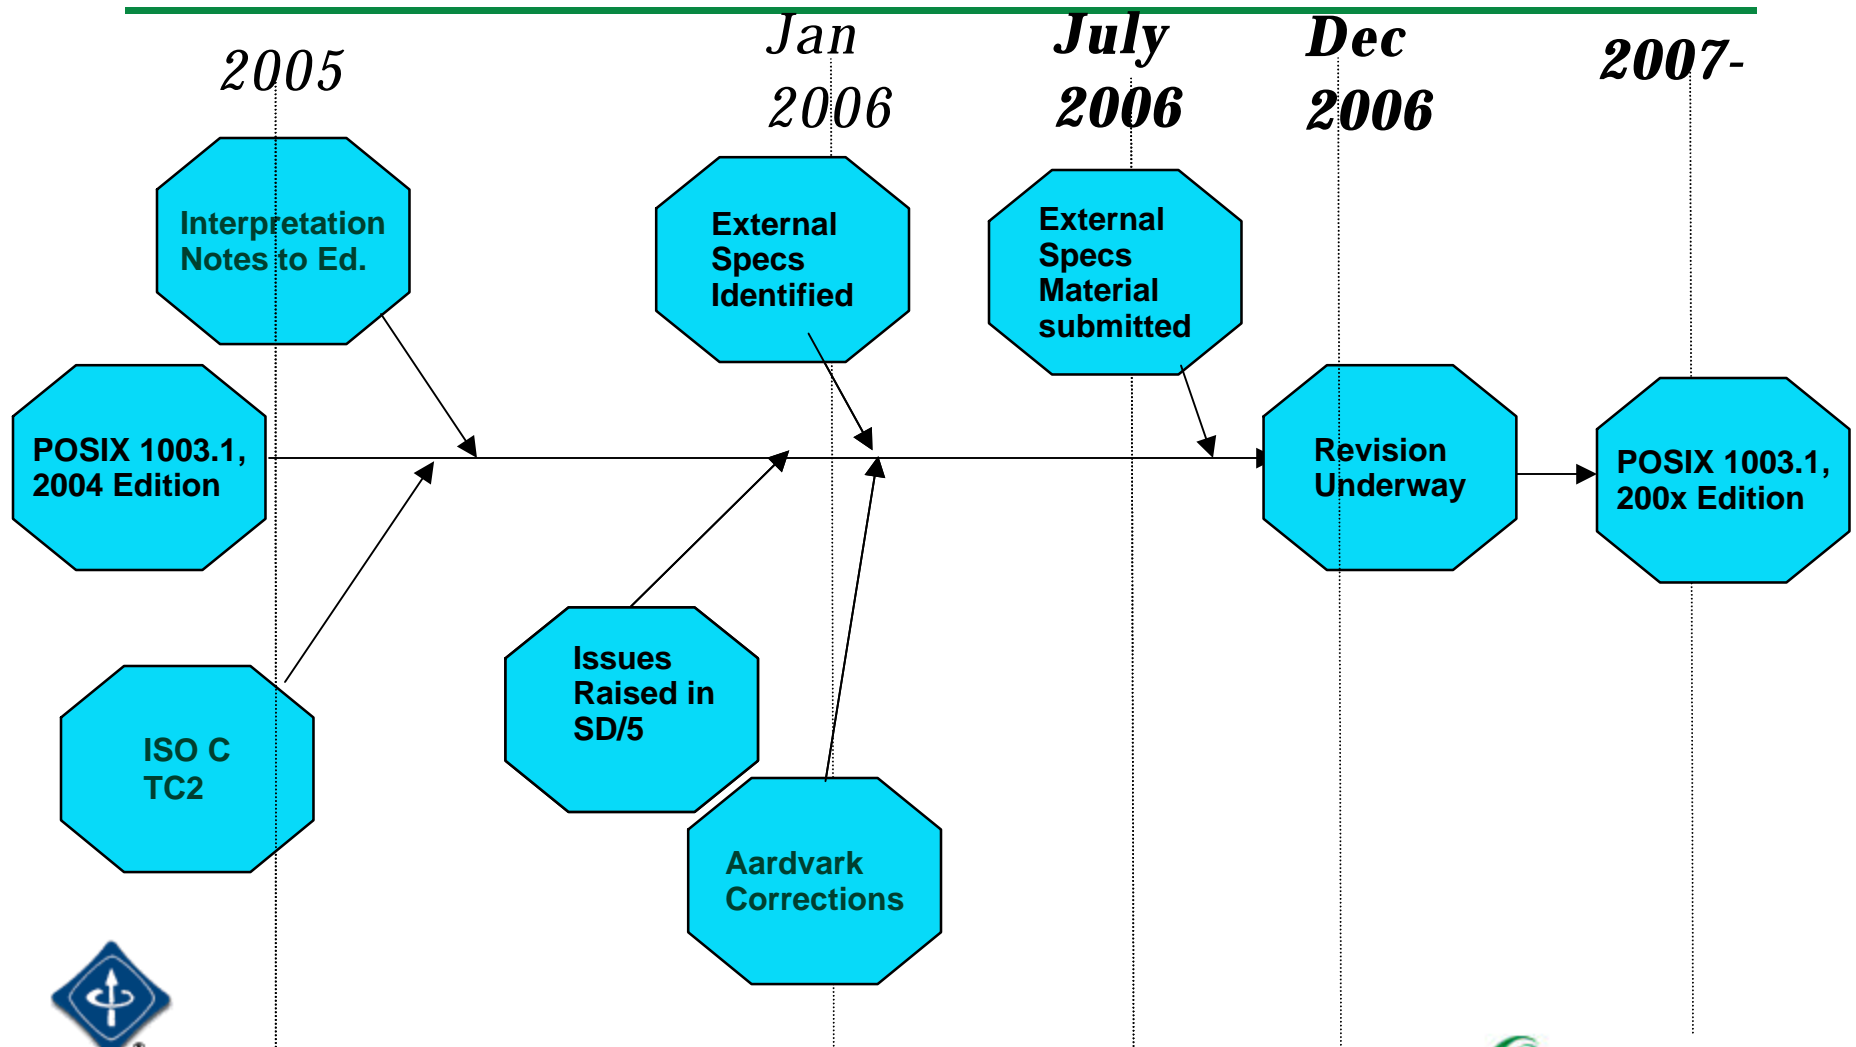 2005
Jan
2006
July
2006
Dec
2006
2007-
Interpretation
Notes to Ed.
External
Specs
Identified
External
Specs
Material
submitted
POSIX 1003.1,
2004 Edition
Revision
Underway
POSIX 1003.1,
200x Edition
ISO C
TC2
Issues
Raised in
SD/5
Aardvark
Corrections